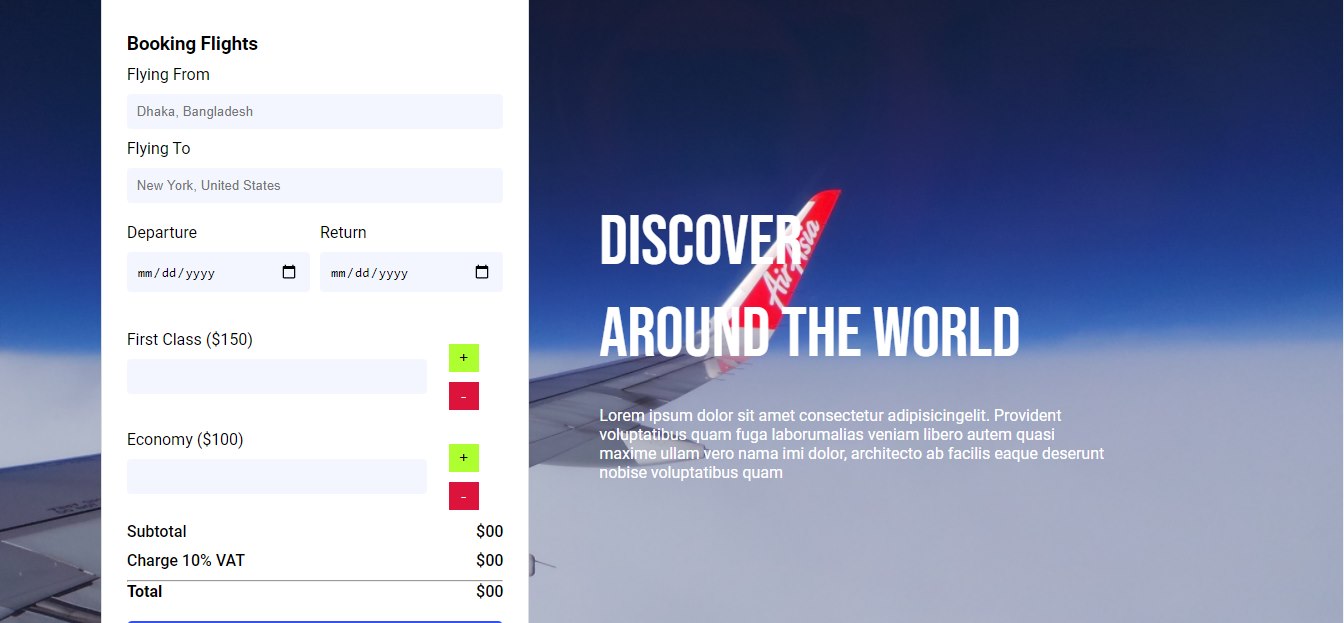 Booking Flights
Flying From
Dhaka, Bangladesh
Flying To
New York, United States
Departure Return
mm/dd/yyyy mm/dd/yyyy
First Class ($150)
+
-
Economy ($100)
+
-
Subtotal $00
Charge 10% VAT $00
Total $00
DISCOVER
AirAsia
AROUND THE WORLD
Lorem ipsum dolor sit amet consectetur adipisicingelit. Provident
voluptatibus quam fuga laborumalias veniam libero autem quasi
maxime ullam vero nama imi dolor, architecto ab facilis eaque deserunt
nobise voluptatibus quam